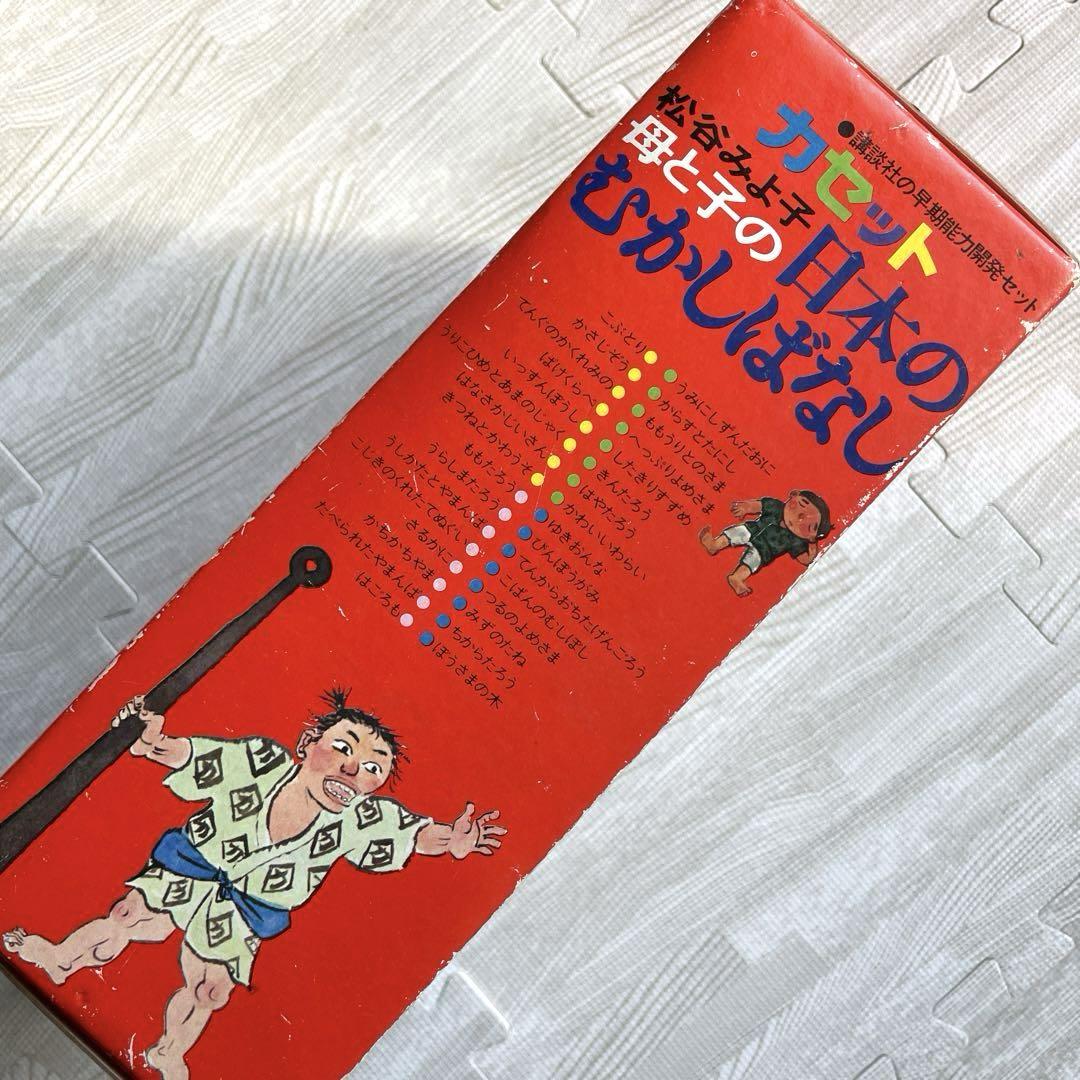 ●講談社の早期能力開発セット
カセット
松谷みよ子
母と子の
日本の
むかしばなし
こぶとり
かさじぞう
てんぐのかくれみの
ばけくらべ
いっすんぼうし
うりこひめとあまのじゃく
はなさかじいさん
きつねとかわうそ
ももたろう
うらしまたろう
うしかたとやまんば
こじきのくれたてぬぐい
さるかに
かちかちやま
たべられたやまんば
はごろも
うみにしずんだおに
からすとたにし
ももうりとのさま
へっぷりよめさま
したきりすずめ
きんたろう
はやたろう
かわいいわらい
ゆきおんな
びんぼうがみ
てんからおちたげんごろう
こばんのむしぼし
つるのよめさま
みずのたね
ちからたろう
ぼうさまの木